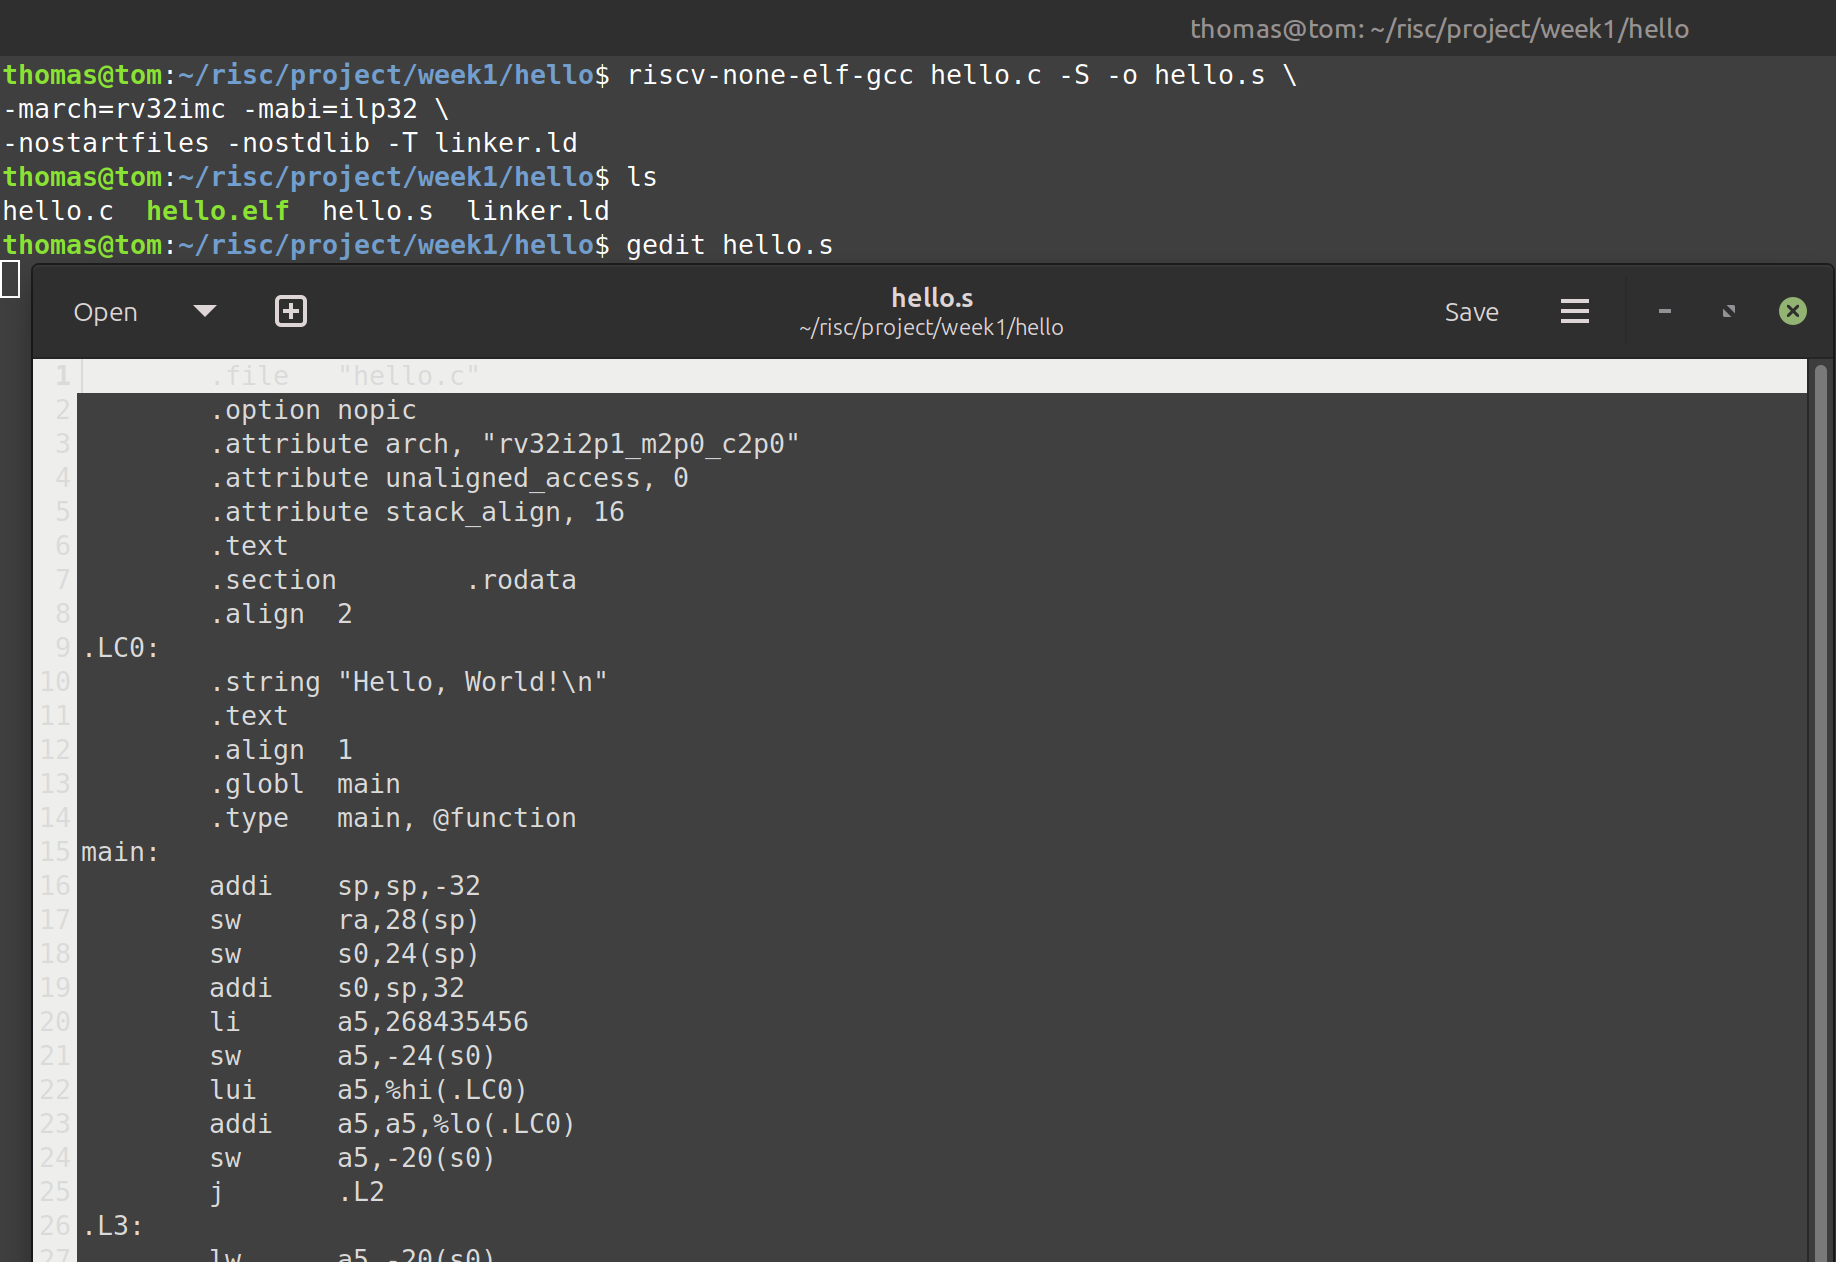 thomas@tom: ~/risc/project/week1/hello
thomas@tom:~/risc/project/week1/hello$ riscv-none-elf-gcc hello.c -S -o hello.s \
-march=rv32imc -mabi=ilp32 \
-nostartfiles -nostdlib -T linker.ld
thomas@tom:~/risc/project/week1/hello$ ls
hello.c  hello.elf  hello.s  linker.ld
thomas@tom:~/risc/project/week1/hello$ gedit hello.s
Open
hello.s
~/risc/project/week1/hello
Save
1 .file "hello.c"
2 .option nopic
3 .attribute arch, "rv32i2p1_m2p0_c2p0"
4 .attribute unaligned_access, 0
5 .attribute stack_align, 16
6 .text
7 .section .rodata
8 .align 2
9 .LC0:
10 .string "Hello, World!\n"
11 .text
12 .align 1
13 .globl main
14 .type main, @function
15 main:
16 addi sp,sp,-32
17 sw ra,28(sp)
18 sw s0,24(sp)
19 addi s0,sp,32
20 li a5,268435456
21 sw a5,-24(s0)
22 lui a5,%hi(.LC0)
23 addi a5,a5,%lo(.LC0)
24 sw a5,-20(s0)
25 j .L2
26 .L3:
27 lw a5,-20(s0)